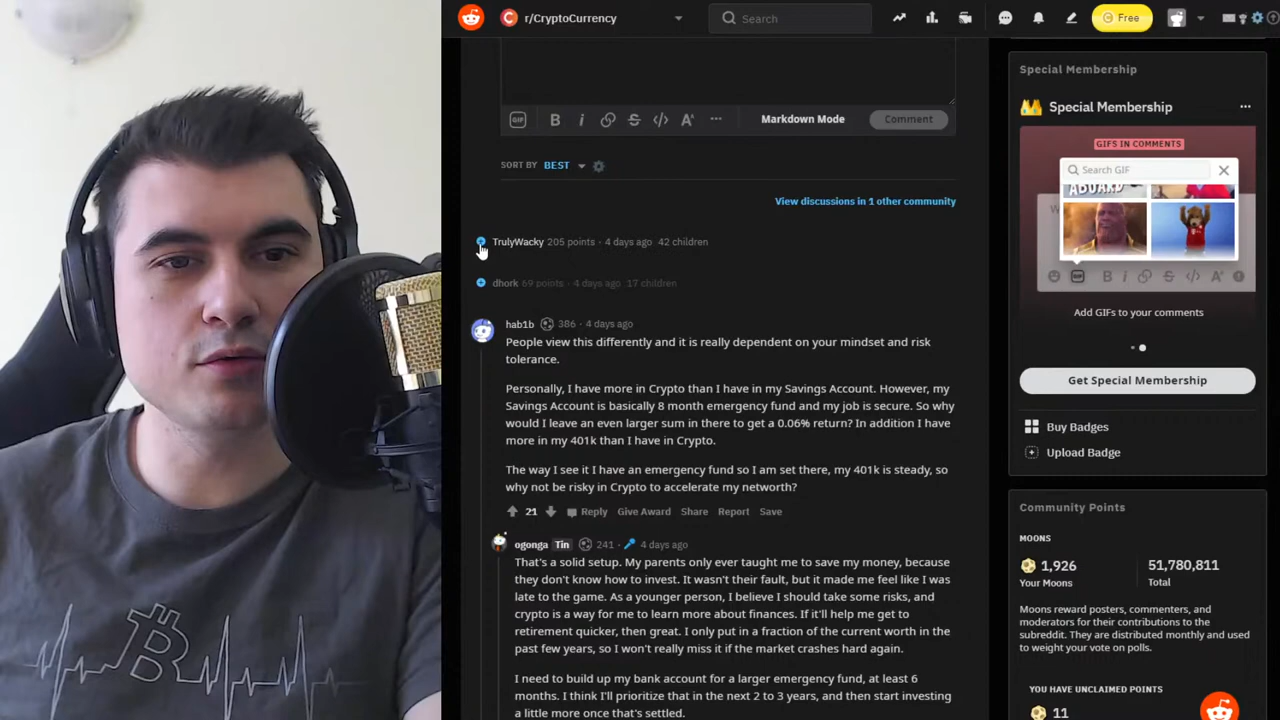 r/CryptoCurrency
Search
Free
GIF
B
i
S
</>
A
Markdown Mode
Comment
SORT BY BEST
View discussions in 1 other community
TrulyWacky 205 points · 4 days ago 42 children
dhork 69 points · 4 days ago 17 children
hab1b 386 · 4 days ago
People view this differently and it is really dependent on your mindset and risk
tolerance.
Personally, I have more in Crypto than I have in my Savings Account. However, my
Savings Account is basically 8 month emergency fund and my job is secure. So why
would I leave an even larger sum in there to get a 0.06% return? In addition I have
more in my 401k than I have in Crypto.
The way I see it I have an emergency fund so I am set there, my 401k is steady, so
why not be risky in Crypto to accelerate my networth?
21 Reply Give Award Share Report Save
ogonga Tin 241 · 4 days ago
That's a solid setup. My parents only ever taught me to save my money, because
they don't know how to invest. It wasn't their fault, but it made me feel like I was
late to the game. As a younger person, I believe I should take some risks, and
crypto is a way for me to learn more about finances. If it'll help me get to
retirement quicker, then great. I only put in a fraction of the current worth in the
past few years, so I won't really miss it if the market crashes hard again.
I need to build up my bank account for a larger emergency fund, at least 6
months. I think I'll prioritize that in the next 2 to 3 years, and then start investing
a little more once that's settled.
Special Membership
Special Membership
GIFS IN COMMENTS
Search GIF
ABOARD
GIF
B
i
S
</>
A
Add GIFs to your comments
Get Special Membership
Buy Badges
Upload Badge
Community Points
MOONS
1,926
Your Moons
51,780,811
Total
Moons reward posters, commenters, and
moderators for their contributions to the
subreddit. They are distributed monthly and used
to weight your vote on polls.
YOU HAVE UNCLAIMED POINTS
11